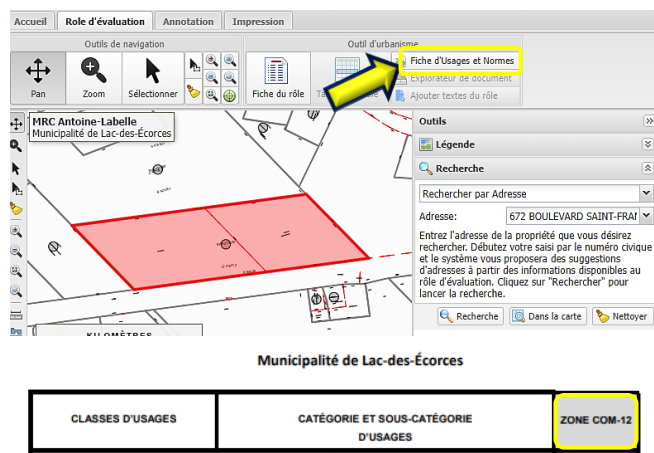 Accueil Role d'évaluation Annotation Impression
Outils de navigation
Outil d'urbanisme
Pan Zoom Sélectionner
Fiche du rôle
Fiche d'Usages et Normes
Explorateur de document
Ajouter textes du rôle
MRC Antoine-Labelle
Municipalité de Lac-des-Écorces
KILOMÈTRES
Outils
Légende
Recherche
Rechercher par Adresse
Adresse: 672 BOULEVARD SAINT-FRAI
Entrez l'adresse de la propriété que vous désirez
rechercher. Débutez votre saisi par le numéro civique
et le système vous proposera des suggestions
d'adresses à partir des informations disponibles au
rôle d'évaluation. Cliquez sur "Rechercher" pour
lancer la recherche.
Recherche Dans la carte Nettoyer
Municipalité de Lac-des-Écorces
CLASSES D'USAGES
CATÉGORIE ET SOUS-CATÉGORIE
D'USAGES
ZONE COM-12